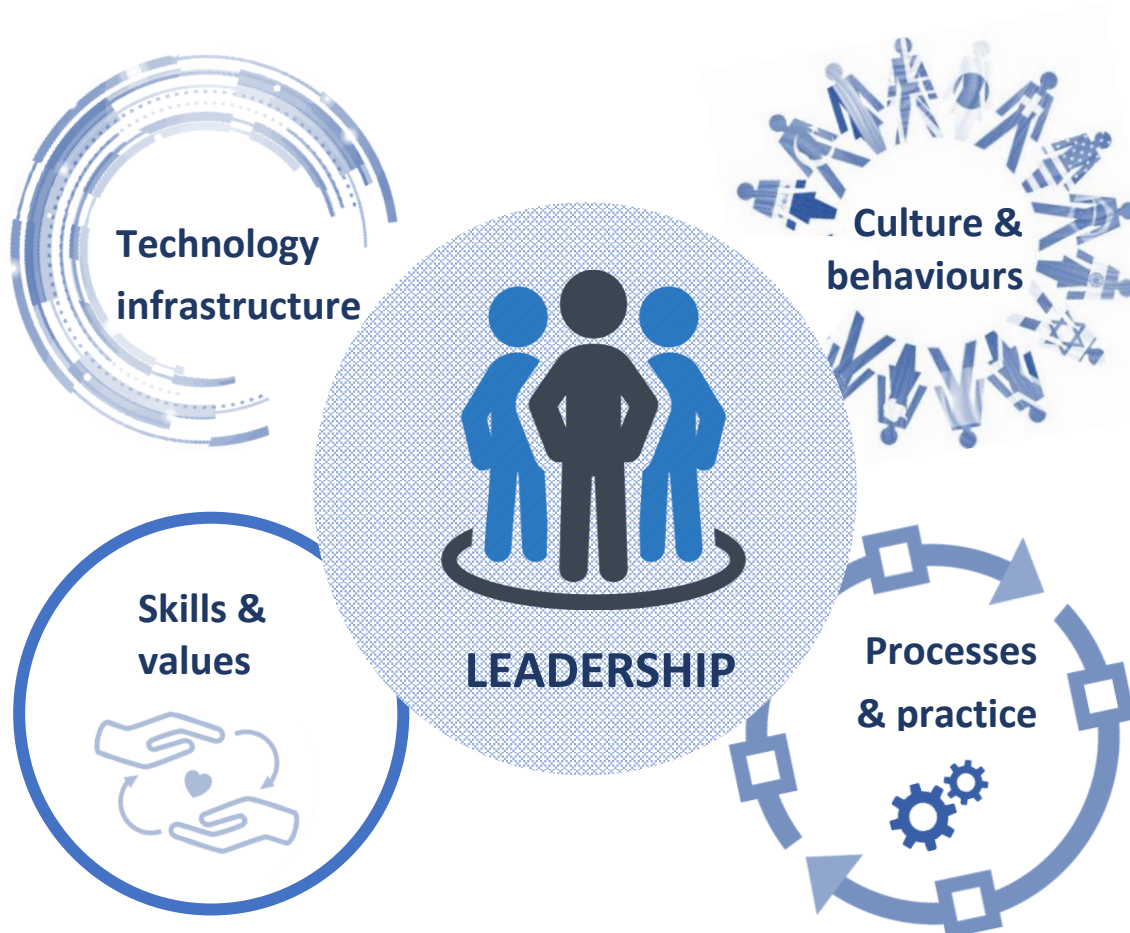 Technology
infrastructure
Culture &
behaviours
LEADERSHIP
Skills &
values
Processes
& practice